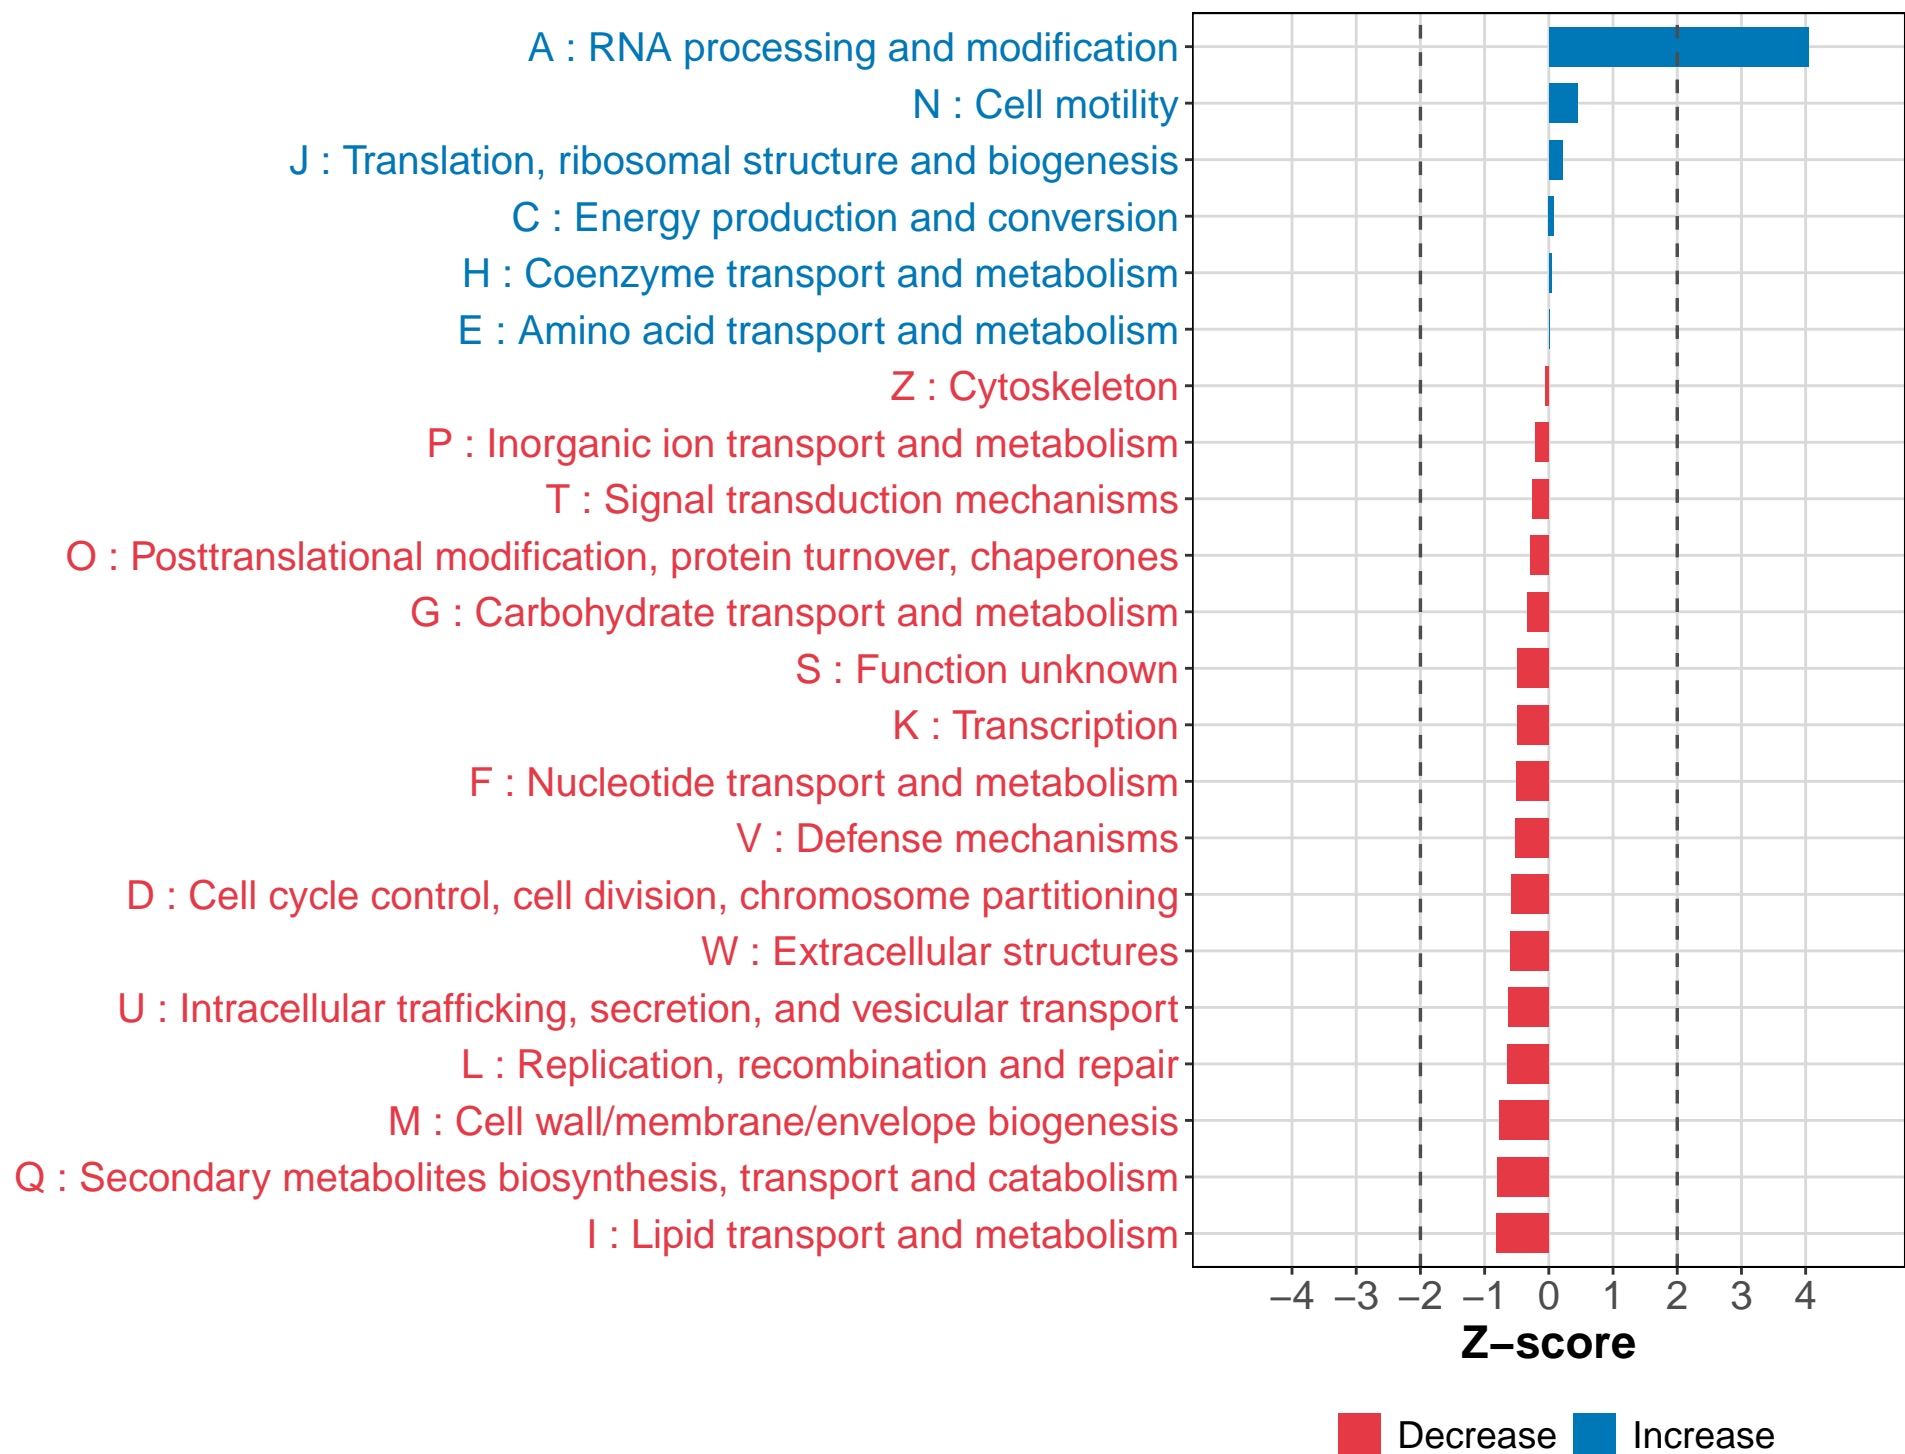 A : RNA processing and modification
N : Cell motility
J : Translation, ribosomal structure and biogenesis
C : Energy production and conversion
H : Coenzyme transport and metabolism
E : Amino acid transport and metabolism
Z : Cytoskeleton
P : Inorganic ion transport and metabolism
T : Signal transduction mechanisms
O : Posttranslational modification, protein turnover, chaperones
G : Carbohydrate transport and metabolism
S : Function unknown
K : Transcription
F : Nucleotide transport and metabolism
V : Defense mechanisms
D : Cell cycle control, cell division, chromosome partitioning
W : Extracellular structures
U : Intracellular trafficking, secretion, and vesicular transport
L : Replication, recombination and repair
M : Cell wall/membrane/envelope biogenesis
Q : Secondary metabolites biosynthesis, transport and catabolism
I : Lipid transport and metabolism
−4 −3 −2 −1 0 1 2 3 4
Z−score
Decrease Increase